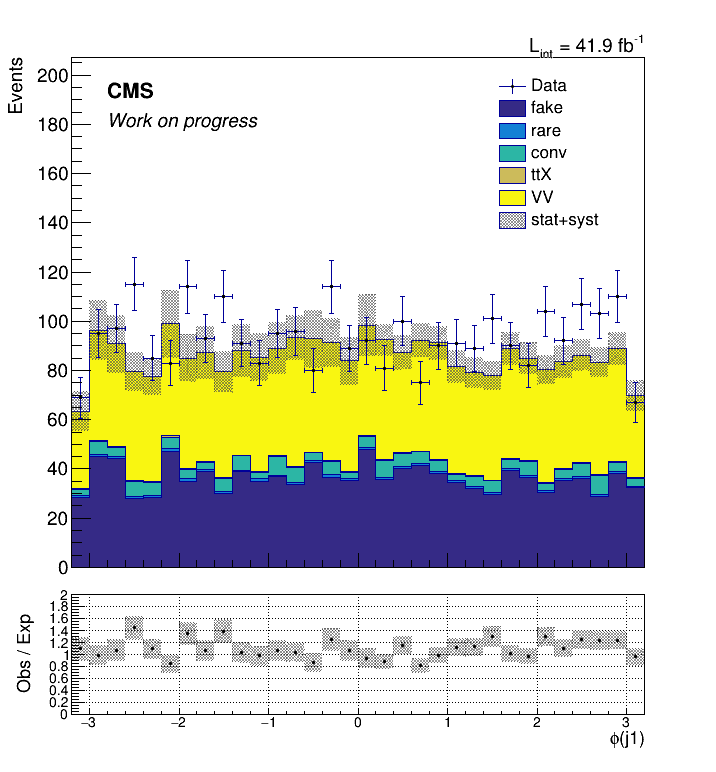 L_int = 41.9 fb^-1
Events
CMS
Work on progress
Data
fake
rare
conv
ttX
VV
stat+syst
200
180
160
140
120
100
80
60
40
20
0
Obs / Exp
2
1.8
1.6
1.4
1.2
1
0.8
0.6
0.4
0.2
0
−3 −2 −1 0 1 2 3
ϕ(j1)